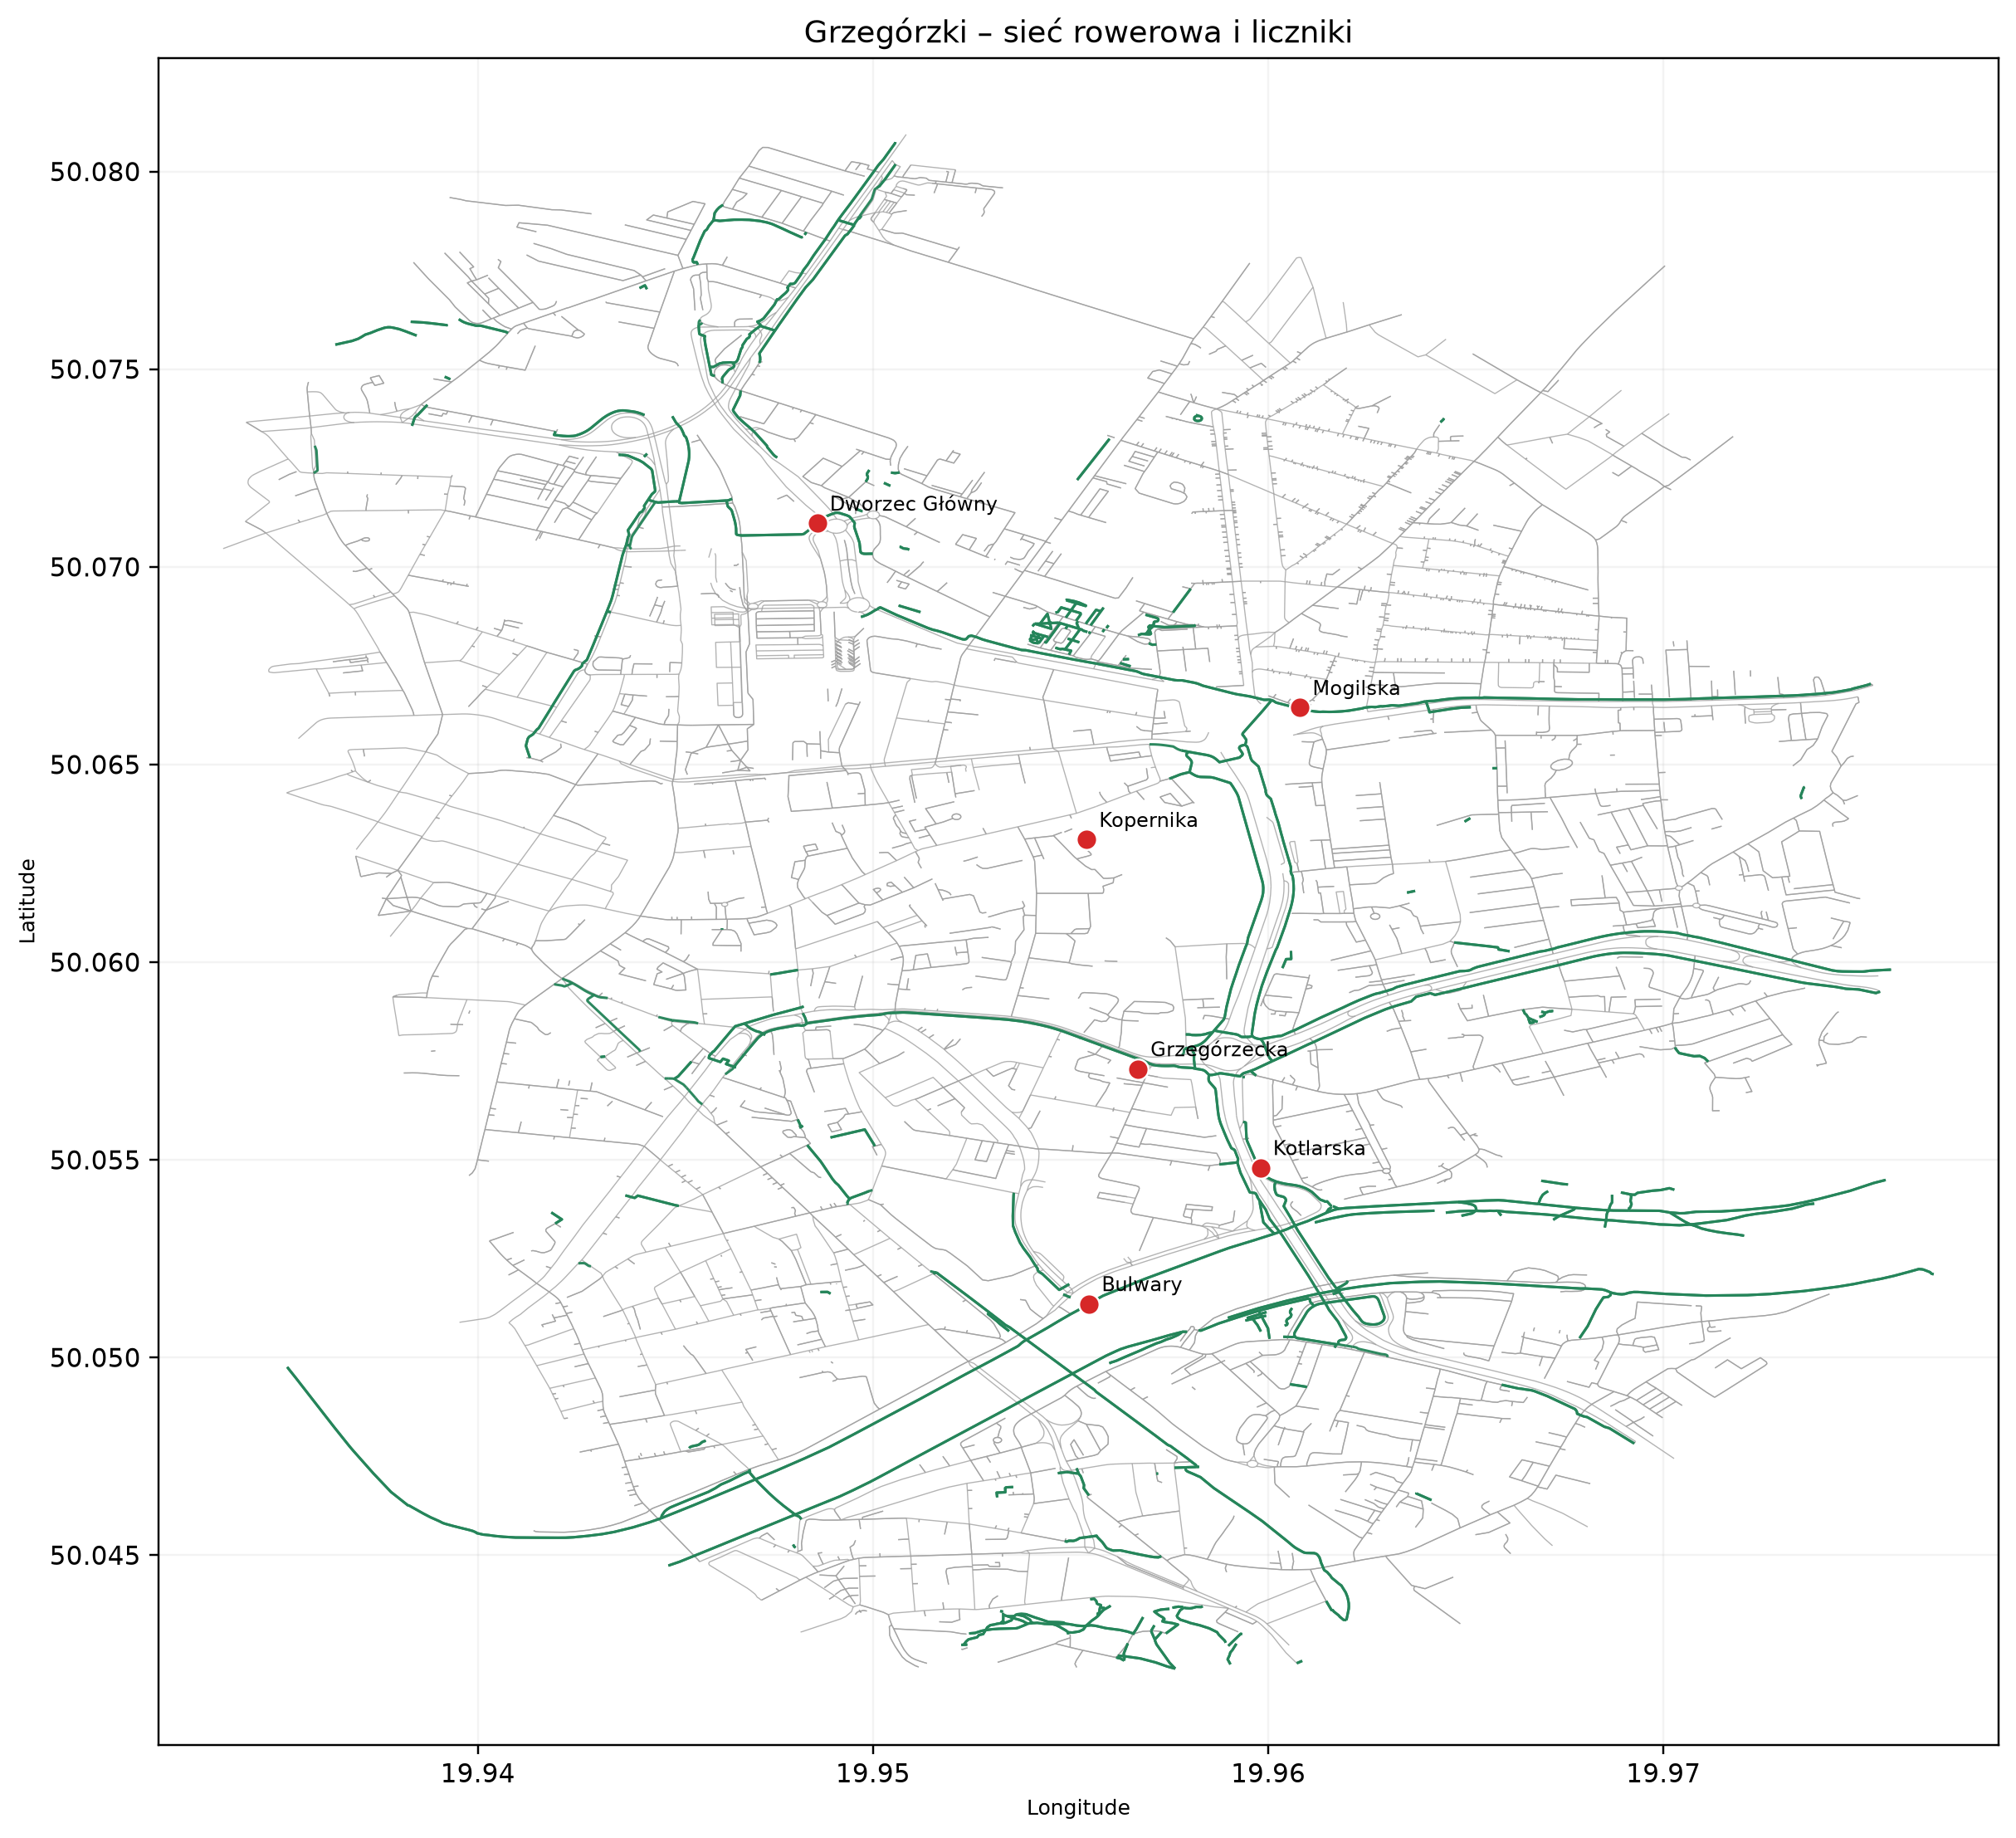 Grzegórzki – sieć rowerowa i liczniki
50.080
50.075
50.070
50.065
50.060
50.055
50.050
50.045
Latitude
Dworzec Główny
Mogilska
Kopernika
Grzegórzecka
Kotlarska
Bulwary
19.94
19.95
19.96
19.97
Longitude